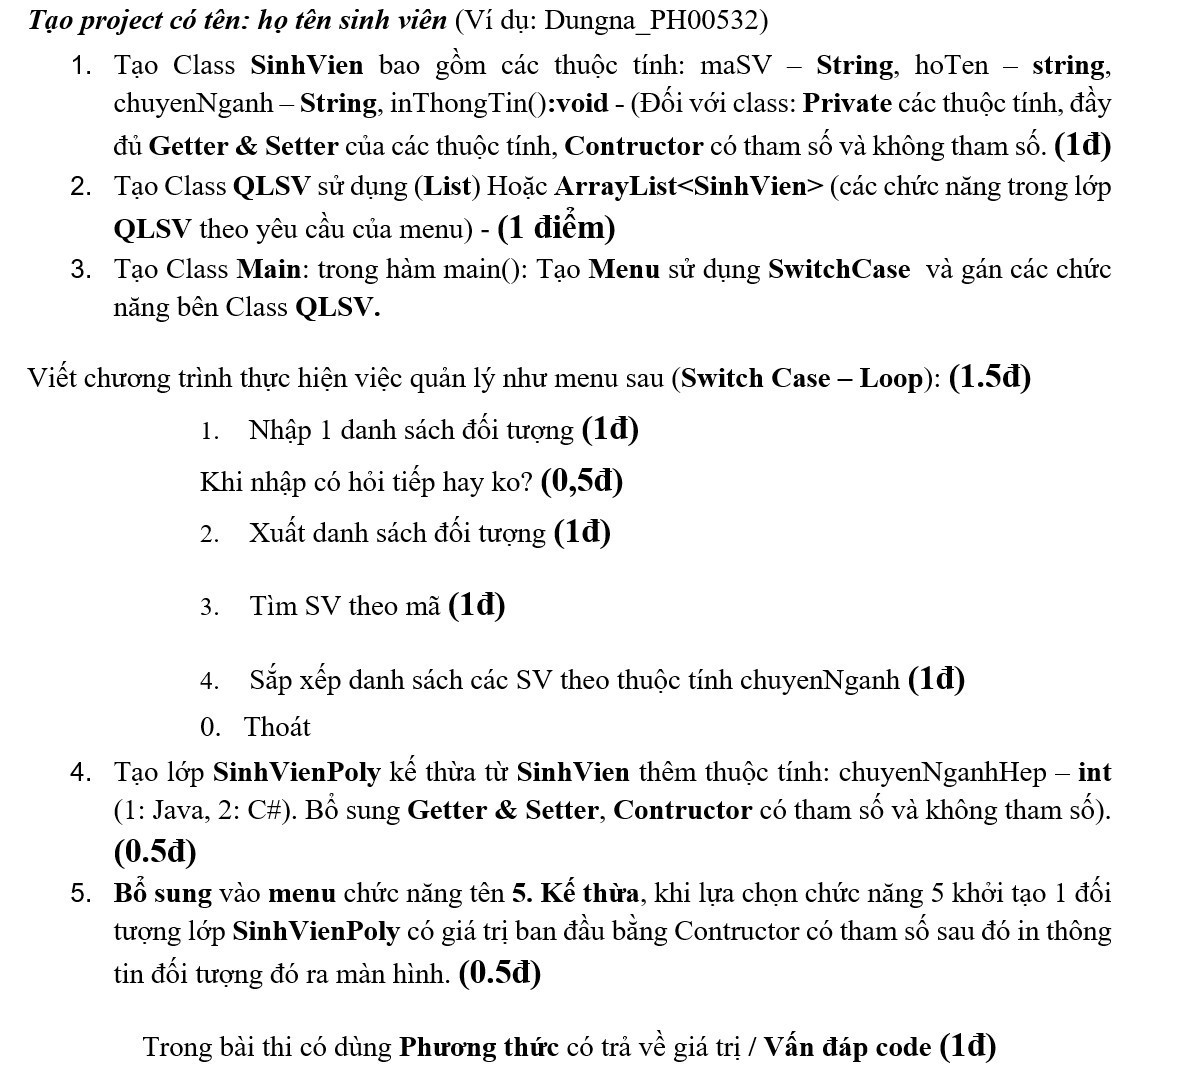 Tạo project có tên: họ tên sinh viên (Ví dụ: Dungna_PH00532)
1. Tạo Class SinhVien bao gồm các thuộc tính: maSV – String, hoTen – string,
chuyenNganh – String, inThongTin():void - (Đối với class: Private các thuộc tính, đầy
đủ Getter & Setter của các thuộc tính, Contructor có tham số và không tham số. (1đ)
2. Tạo Class QLSV sử dụng (List) Hoặc ArrayList<SinhVien> (các chức năng trong lớp
QLSV theo yêu cầu của menu) - (1 điểm)
3. Tạo Class Main: trong hàm main(): Tạo Menu sử dụng SwitchCase và gán các chức
năng bên Class QLSV.
Viết chương trình thực hiện việc quản lý như menu sau (Switch Case – Loop): (1.5đ)
1. Nhập 1 danh sách đối tượng (1đ)
Khi nhập có hỏi tiếp hay ko? (0,5đ)
2. Xuất danh sách đối tượng (1đ)
3. Tìm SV theo mã (1đ)
4. Sắp xếp danh sách các SV theo thuộc tính chuyenNganh (1đ)
0. Thoát
4. Tạo lớp SinhVienPoly kế thừa từ SinhVien thêm thuộc tính: chuyenNganhHep – int
(1: Java, 2: C#). Bổ sung Getter & Setter, Contructor có tham số và không tham số).
(0.5đ)
5. Bổ sung vào menu chức năng tên 5. Kế thừa, khi lựa chọn chức năng 5 khởi tạo 1 đối
tượng lớp SinhVienPoly có giá trị ban đầu bằng Contructor có tham số sau đó in thông
tin đối tượng đó ra màn hình. (0.5đ)
Trong bài thi có dùng Phương thức có trả về giá trị / Vấn đáp code (1đ)